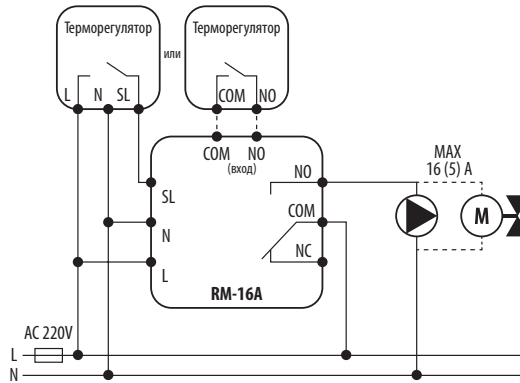 Терморегулятор
или
Терморегулятор
L N SL
COM NO
COM NO
(вход)
SL
N
L
NO
COM
NC
RM-16A
MAX
16 (5) A
M
AC 220V
L
N